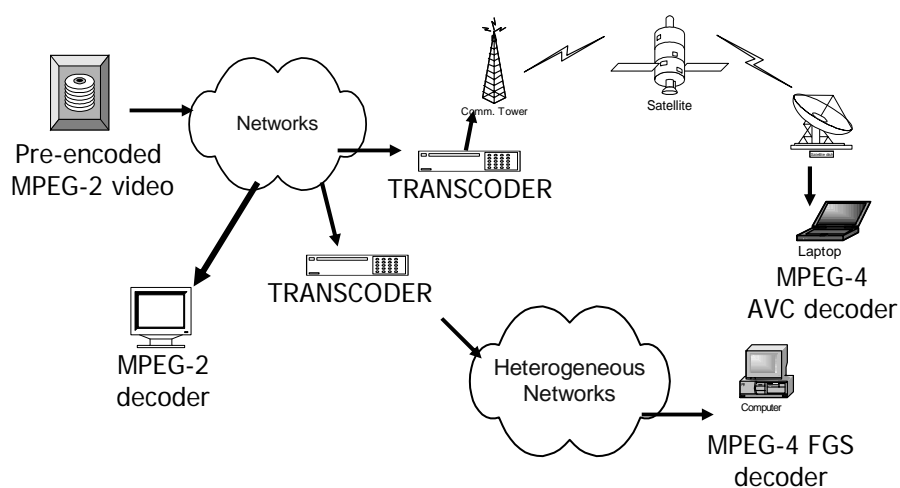 Pre-encoded
MPEG-2 video
Networks
Comm. Tower
Satellite
TRANSCODER
TRANSCODER
Laptop
MPEG-4
AVC decoder
MPEG-2
decoder
Heterogeneous
Networks
Computer
MPEG-4 FGS
decoder